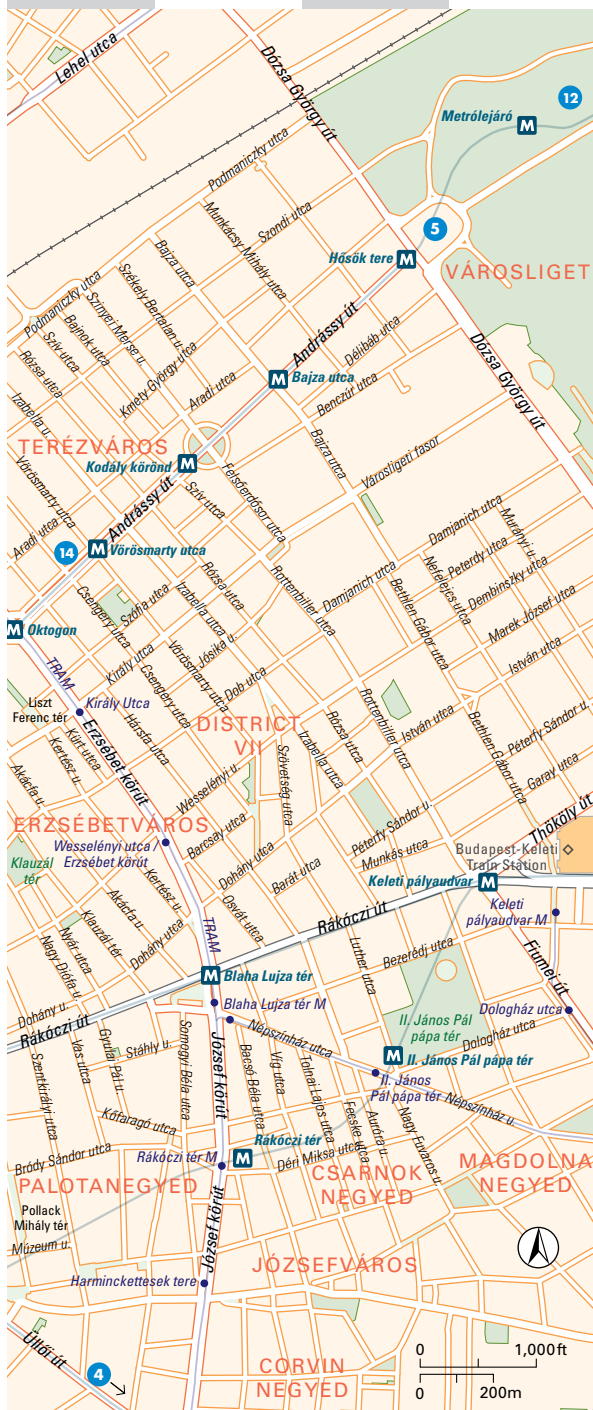 Lehel utca
Dózsa György út
12
Metrólejáró
M
Podmaniczky utca
Munkácsy Mihály utca
Szondi utca
5
Bajza utca
Hősök tere
M
VÁROSLIGET
Székely Bertalan u.
Podmaniczky utca
Szinyei Merse u.
Bajnok utca
Szív utca
Rózsa utca
Andrássy út
Délibáb utca
Dózsa György út
Kmety György utca
M
Bajza utca
Aradi utca
Benczúr utca
Izabella u.
TERÉZVÁROS
Bajza utca
Kodály körönd
M
Városligeti fasor
Vörösmarty utca
Andrássy út
Szív utca
Felsőerdősor utca
Aradi utca
14
M
Vörösmarty utca
Damjanich utca
Murányi u.
Peterdy utca
Nefelejcs utca
Dembinszky utca
Rózsa utca
Rottenbiller utca
Damjanich utca
Bethlen Gábor utca
Csengery utca
Szófia utca
Izabella utca
Marek József utca
M
Oktogon
Jósika u.
Király utca
Vörösmarty utca
Csengery utca
Dob utca
István utca
TRAM
Király Utca
Liszt
Ferenc tér
Erzsébet körút
Hársfa utca
DISTRICT
VII
Rottenbiller utca
Rózsa utca
István utca
Bethlen Gábor utca
Péterfy Sándor u.
Garay utca
Kürt utca
Kertész u.
Akácfa u.
Wesselényi u.
Szövetség utca
Izabella utca
Thököly út
ERZSÉBETVÁROS
Wesselényi utca /
Erzsébet körút
Barcsay utca
Péterfy Sándor u.
Munkás utca
Budapest-Keleti
Train Station
Klauzál
tér
Dohány utca
Barát utca
Keleti pályaudvar
M
Kertész u.
Akácfa u.
Osvát utca
Keleti
pályaudvar M
Klauzál tér
Dohány utca
TRAM
Rákóczi út
Nyár utca
Nagy Diófa u.
Luther utca
Bezerédj utca
Fiumei út
M
Blaha Lujza tér
Dohány u.
Blaha Lujza tér M
Dologház utca
Rákóczi út
Népszínház utca
II. János Pál
pápa tér
Dologház utca
József körút
Stáhly u.
M
II. János Pál pápa tér
Szentkirály utca
Vas utca
Gyulai Pál u.
Somogyi Béla utca
Bacsó Béla utca
Víg utca
Tolnai Lajos utca
II. János
Pál pápa tér
Népszínház u.
Kőfaragó utca
Fecske utca
Auróra u.
Nagy Fuvaros u.
Rákóczi tér
Bródy Sándor utca
Rákóczi tér M
M
Déri Miksa utca
PALOTANEGYED
CSARNOK
NEGYED
MAGDOLNA
NEGYED
Pollack
Mihály tér
Múzeum u.
József körút
JÓZSEFVÁROS
Harminckettesek tere
Üllői út
4
CORVIN
NEGYED
0
1,000ft
0
200m